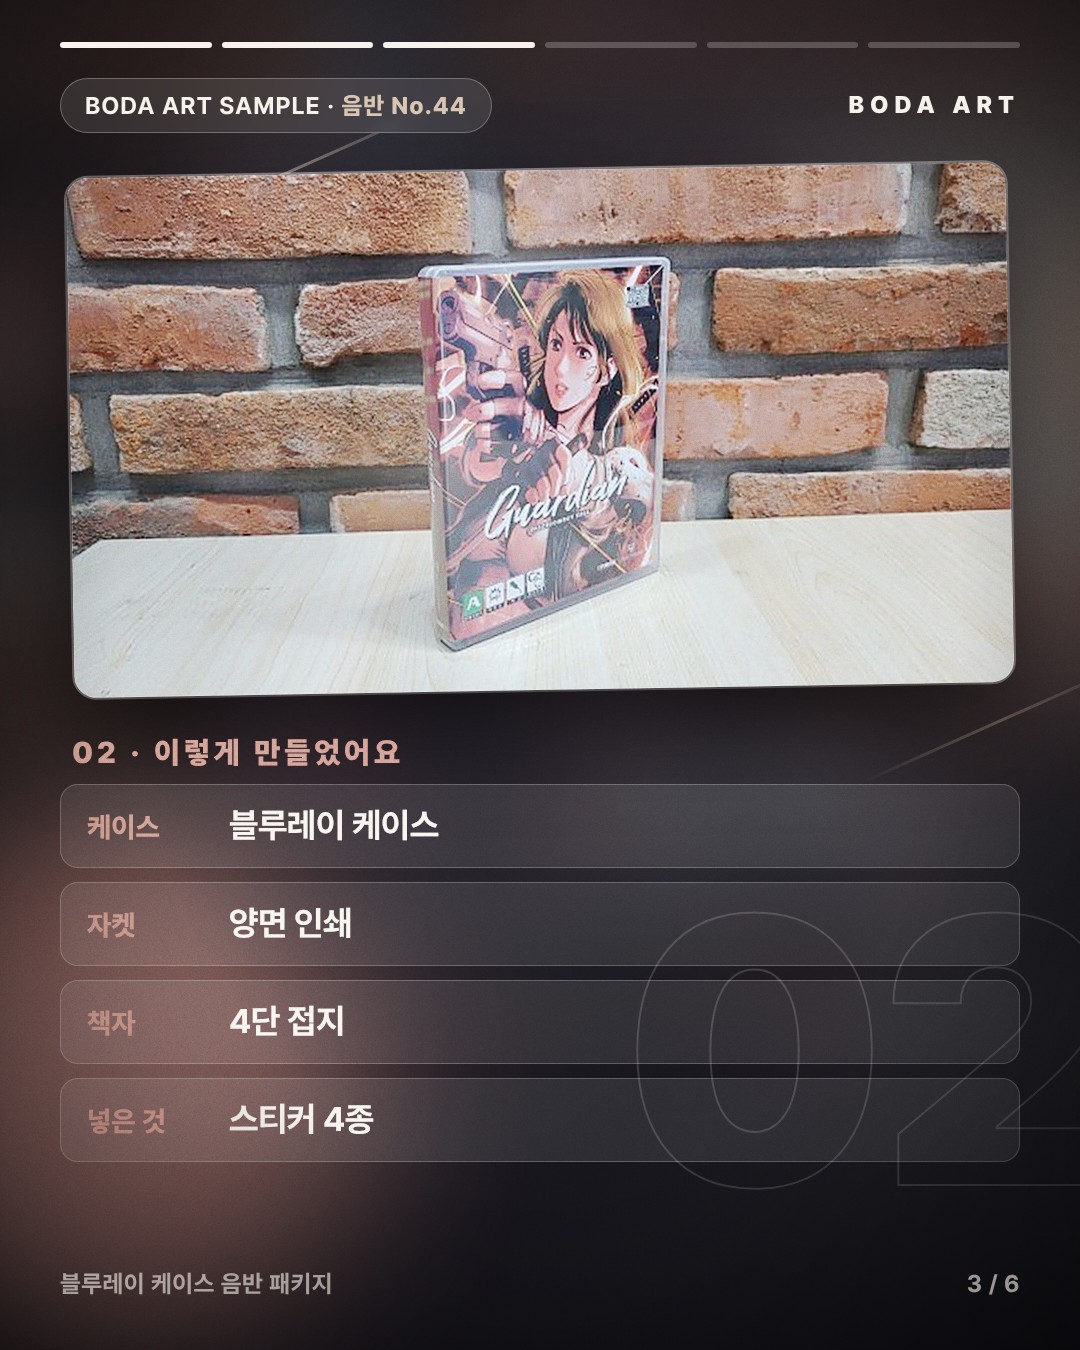 BODA ART SAMPLE · 음반 No.44
BODA ART
Guardian
A
02 · 이렇게 만들었어요
케이스 블루레이 케이스
자켓 양면 인쇄
책자 4단 접지
넣은 것 스티커 4종
02
블루레이 케이스 음반 패키지
3 / 6